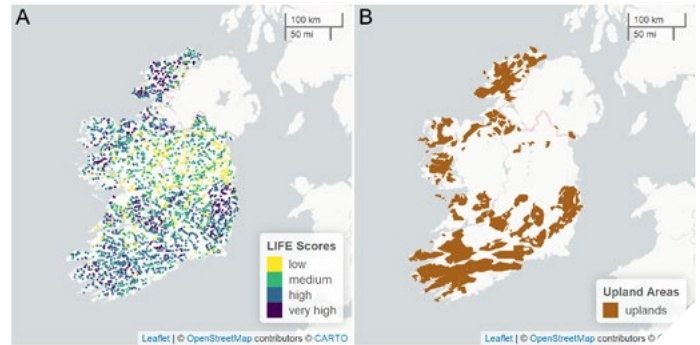 A
100 km
50 mi
LIFE Scores
low
medium
high
very high
Leaflet | © OpenStreetMap contributors © CARTO
B
100 km
50 mi
Upland Areas
uplands
Leaflet | © OpenStreetMap contributors ©